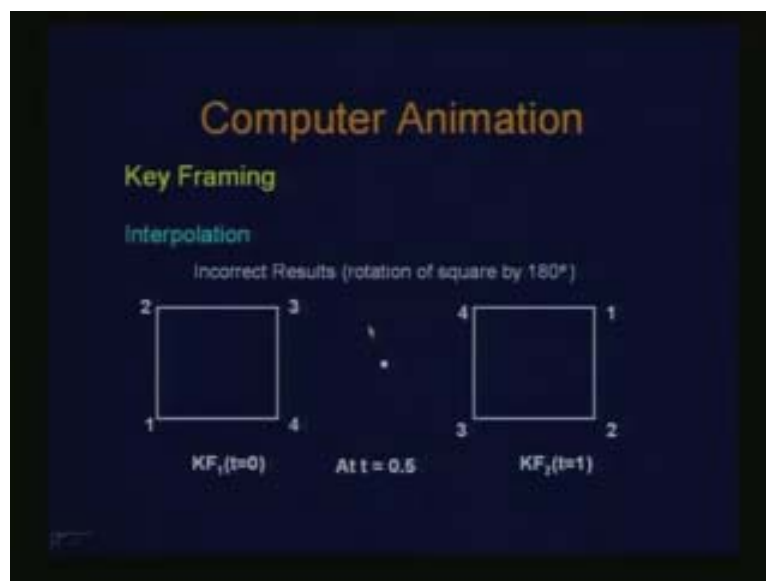 Computer Animation
Key Framing
Interpolation
Incorrect Results (rotation of square by 180°)
2 3 4 1
1 4 3 2
KF₁(t=0) At t = 0.5 KF₂(t=1)